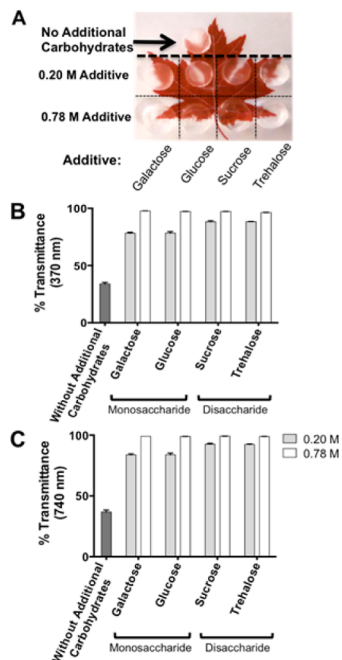 A
No Additional
Carbohydrates
0.20 M Additive
0.78 M Additive
Additive:
Galactose
Glucose
Sucrose
Trehalose
B
% Transmittance
(370 nm)
100
50
0
Without Additional
Carbohydrates
Galactose
Glucose
Sucrose
Trehalose
Monosaccharide
Disaccharide
C
% Transmittance
(740 nm)
100
50
0
0.20 M
0.78 M
Without Additional
Carbohydrates
Galactose
Glucose
Sucrose
Trehalose
Monosaccharide
Disaccharide